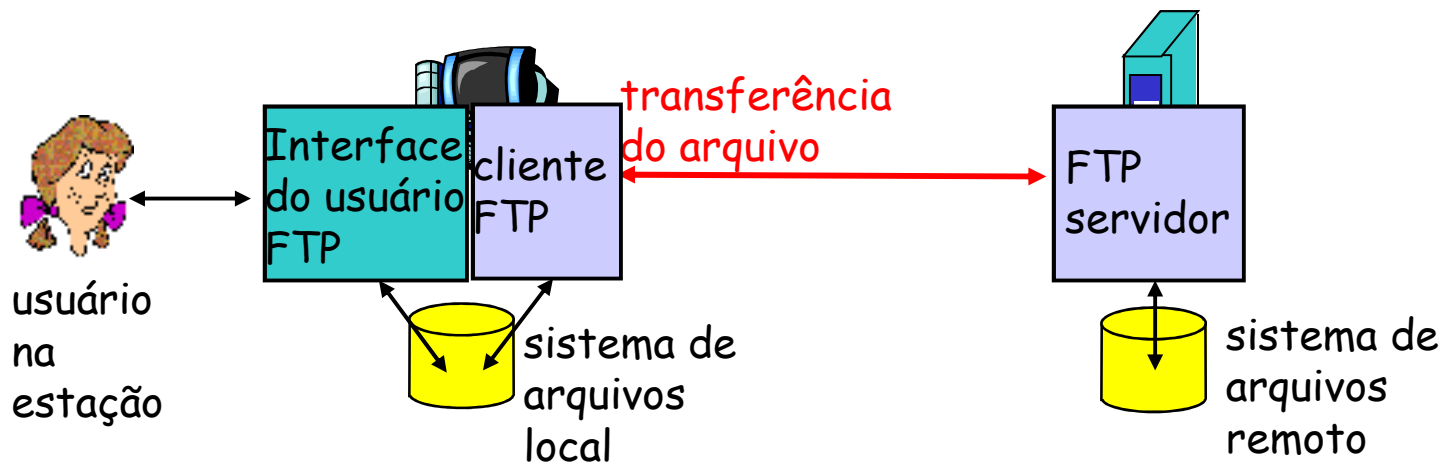 transferência
do arquivo
Interface
do usuário
FTP
cliente
FTP
FTP
servidor
usuário
na
estação
sistema de
arquivos
local
sistema de
arquivos
remoto